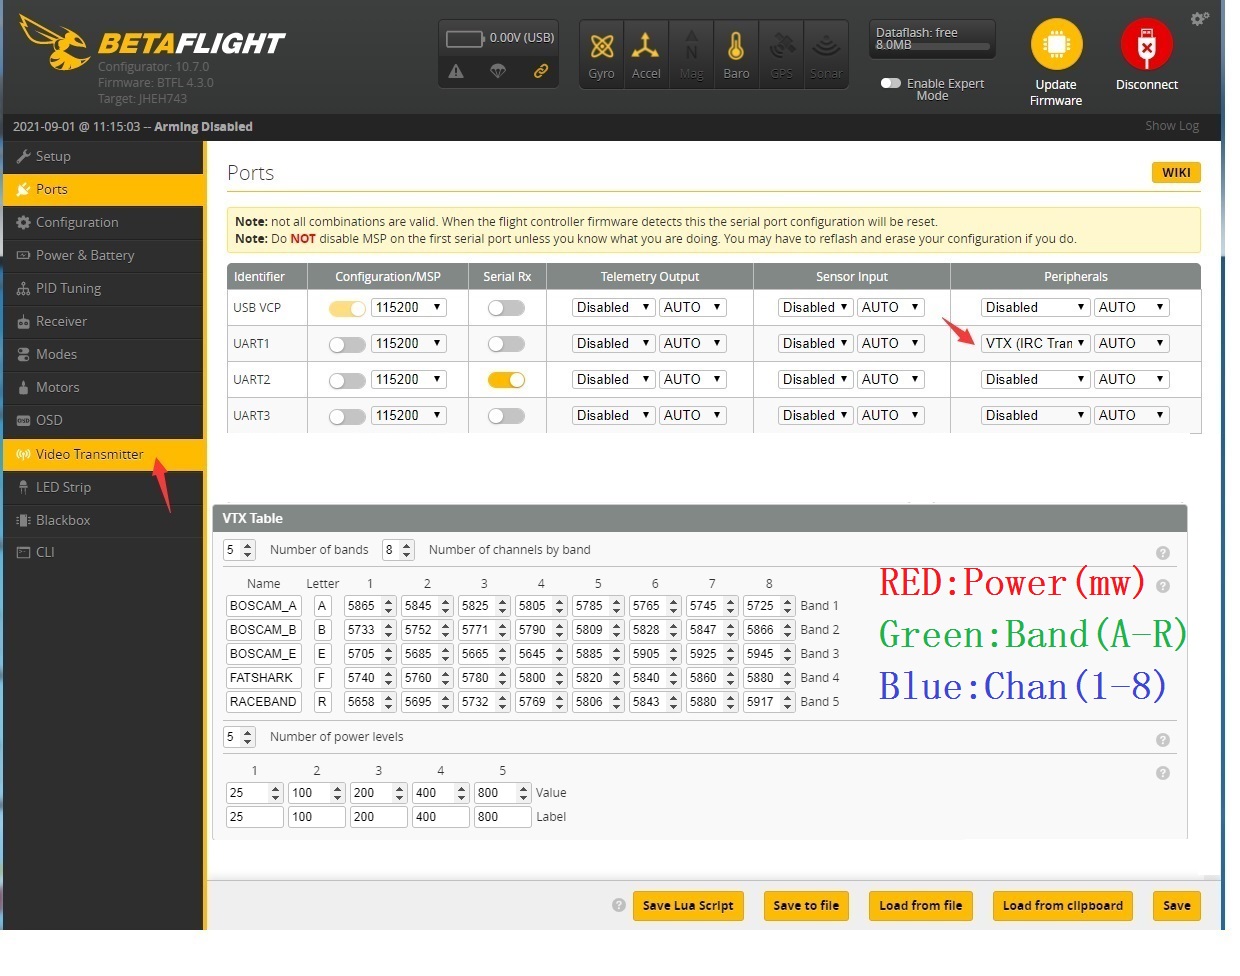 BETAFLIGHT
Configurator: 10.7.0
Firmware: BTFL 4.3.0
Target: JHEH743
0.00V (USB)
Gyro Accel Mag Baro GPS Sonar
Dataflash: free
8.0MB
Enable Expert
Mode
Update
Firmware
Disconnect
2021-09-01 @ 11:15:03 -- Arming Disabled
Show Log
Setup
Ports
Configuration
Power & Battery
PID Tuning
Receiver
Modes
Motors
OSD
Video Transmitter
LED Strip
Blackbox
CLI
Ports
WIKI
Note: not all combinations are valid. When the flight controller firmware detects this the serial port configuration will be reset.
Note: Do NOT disable MSP on the first serial port unless you know what you are doing. You may have to reflash and erase your configuration if you do.
Identifier Configuration/MSP Serial Rx Telemetry Output Sensor Input Peripherals
USB VCP 115200 Disabled AUTO Disabled AUTO Disabled AUTO
UART1 115200 Disabled AUTO Disabled AUTO VTX (IRC Tran AUTO
UART2 115200 Disabled AUTO Disabled AUTO Disabled AUTO
UART3 115200 Disabled AUTO Disabled AUTO Disabled AUTO
VTX Table
5 Number of bands 8 Number of channels by band
Name Letter 1 2 3 4 5 6 7 8
BOSCAM_A A 5865 5845 5825 5805 5785 5765 5745 5725 Band 1
BOSCAM_B B 5733 5752 5771 5790 5809 5828 5847 5866 Band 2
BOSCAM_E E 5705 5685 5665 5645 5885 5905 5925 5945 Band 3
FATSHARK F 5740 5760 5780 5800 5820 5840 5860 5880 Band 4
RACEBAND R 5658 5695 5732 5769 5806 5843 5880 5917 Band 5
RED:Power(mw)
Green:Band(A-R)
Blue:Chan(1-8)
5 Number of power levels
1 2 3 4 5
25 100 200 400 800 Value
25 100 200 400 800 Label
Save Lua Script Save to file Load from file Load from clipboard Save